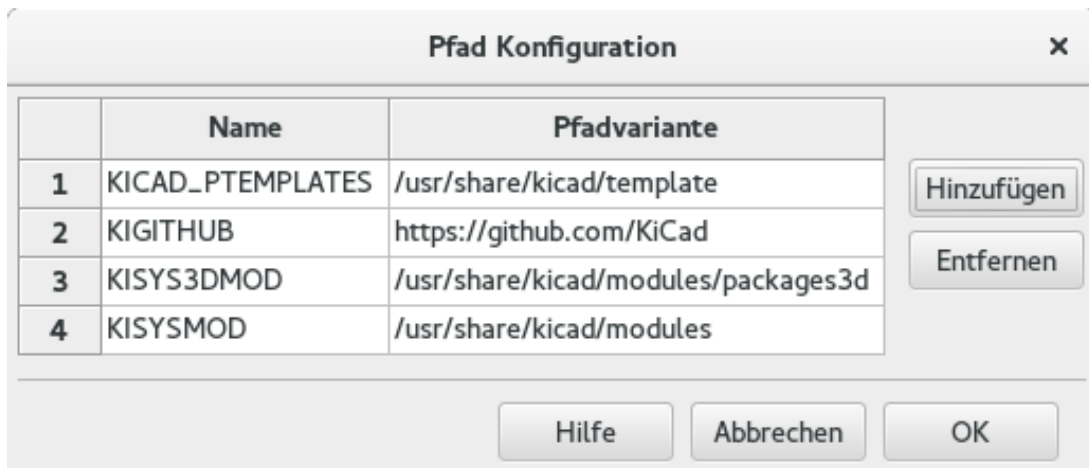 Pfad Konfiguration ×
Name Pfadvariante
1 KICAD_PTEMPLATES /usr/share/kicad/template
2 KIGITHUB https://github.com/KiCad
3 KISYS3DMOD /usr/share/kicad/modules/packages3d
4 KISYSMOD /usr/share/kicad/modules
Hinzufügen
Entfernen
Hilfe Abbrechen OK